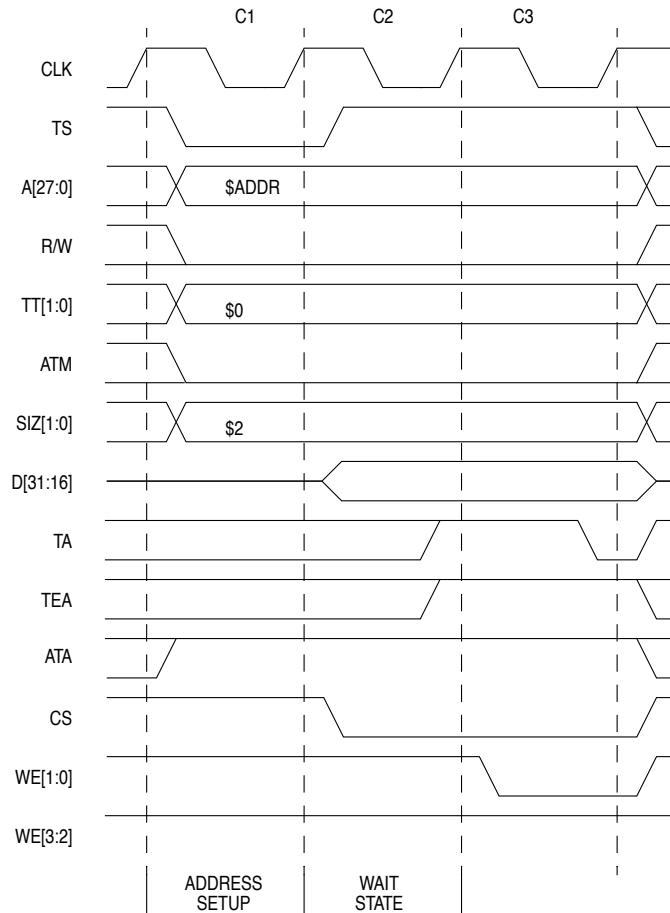 C1 C2 C3
CLK
TS
A[27:0] $ADDR
R/W
TT[1:0] $0
ATM
SIZ[1:0] $2
D[31:16]
TA
TEA
ATA
CS
WE[1:0]
WE[3:2]
ADDRESS WAIT
SETUP STATE